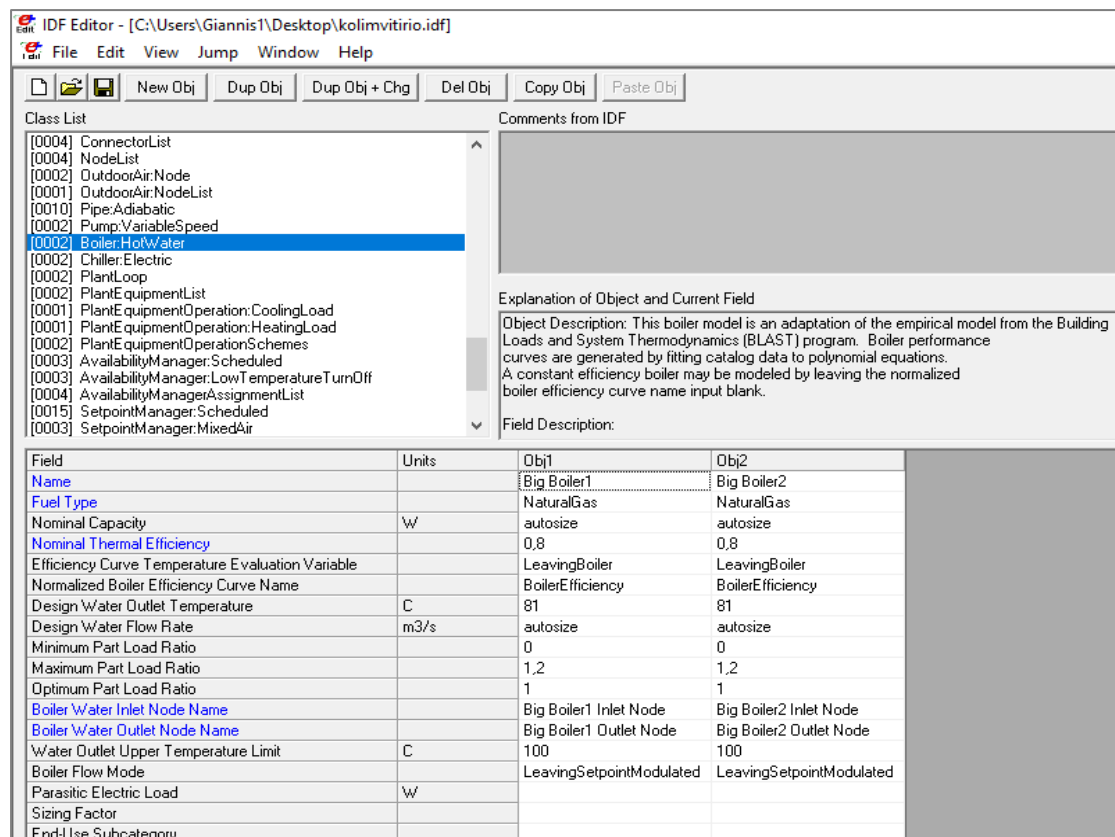 IDF Editor - [C:\Users\Giannis1\Desktop\kolimvitirio.idf]
File Edit View Jump Window Help
New Obj Dup Obj Dup Obj + Chg Del Obj Copy Obj Paste Obj
Class List Comments from IDF
[0004] ConnectorList
[0004] NodeList
[0002] OutdoorAir:Node
[0001] OutdoorAir:NodeList
[0010] Pipe:Adiabatic
[0002] Pump:VariableSpeed
[0002] Boiler:HotWater
[0002] Chiller:Electric
[0002] PlantLoop
[0002] PlantEquipmentList
[0001] PlantEquipmentOperation:CoolingLoad
[0001] PlantEquipmentOperation:HeatingLoad
[0002] PlantEquipmentOperationSchemes
[0003] AvailabilityManager:Scheduled
[0003] AvailabilityManager:LowTemperatureTurnOff
[0004] AvailabilityManagerAssignmentList
[0015] SetpointManager:Scheduled
[0003] SetpointManager:MixedAir
Explanation of Object and Current Field
Object Description: This boiler model is an adaptation of the empirical model from the Building
Loads and System Thermodynamics (BLAST) program. Boiler performance
curves are generated by fitting catalog data to polynomial equations.
A constant efficiency boiler may be modeled by leaving the normalized
boiler efficiency curve name input blank.
Field Description:
Field Units Obj1 Obj2
Name Big Boiler1 Big Boiler2
Fuel Type NaturalGas NaturalGas
Nominal Capacity W autosize autosize
Nominal Thermal Efficiency 0,8 0,8
Efficiency Curve Temperature Evaluation Variable LeavingBoiler LeavingBoiler
Normalized Boiler Efficiency Curve Name BoilerEfficiency BoilerEfficiency
Design Water Outlet Temperature C 81 81
Design Water Flow Rate m3/s autosize autosize
Minimum Part Load Ratio 0 0
Maximum Part Load Ratio 1,2 1,2
Optimum Part Load Ratio 1 1
Boiler Water Inlet Node Name Big Boiler1 Inlet Node Big Boiler2 Inlet Node
Boiler Water Outlet Node Name Big Boiler1 Outlet Node Big Boiler2 Outlet Node
Water Outlet Upper Temperature Limit C 100 100
Boiler Flow Mode LeavingSetpointModulated LeavingSetpointModulated
Parasitic Electric Load W
Sizing Factor
End-Use Subcategory